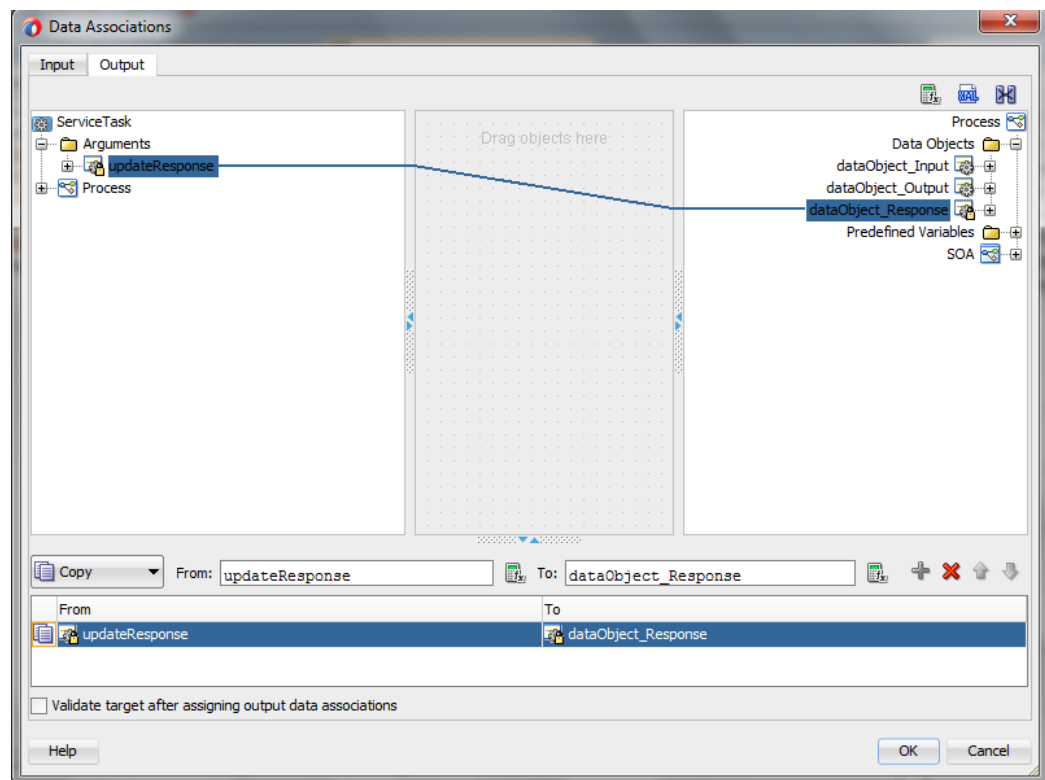 Data Associations
Input Output
ServiceTask
Arguments
updateResponse
Process
Drag objects here
Process
Data Objects
dataObject_Input
dataObject_Output
dataObject_Response
Predefined Variables
SOA
Copy From: updateResponse To: dataObject_Response
From To
updateResponse dataObject_Response
Validate target after assigning output data associations
Help OK Cancel